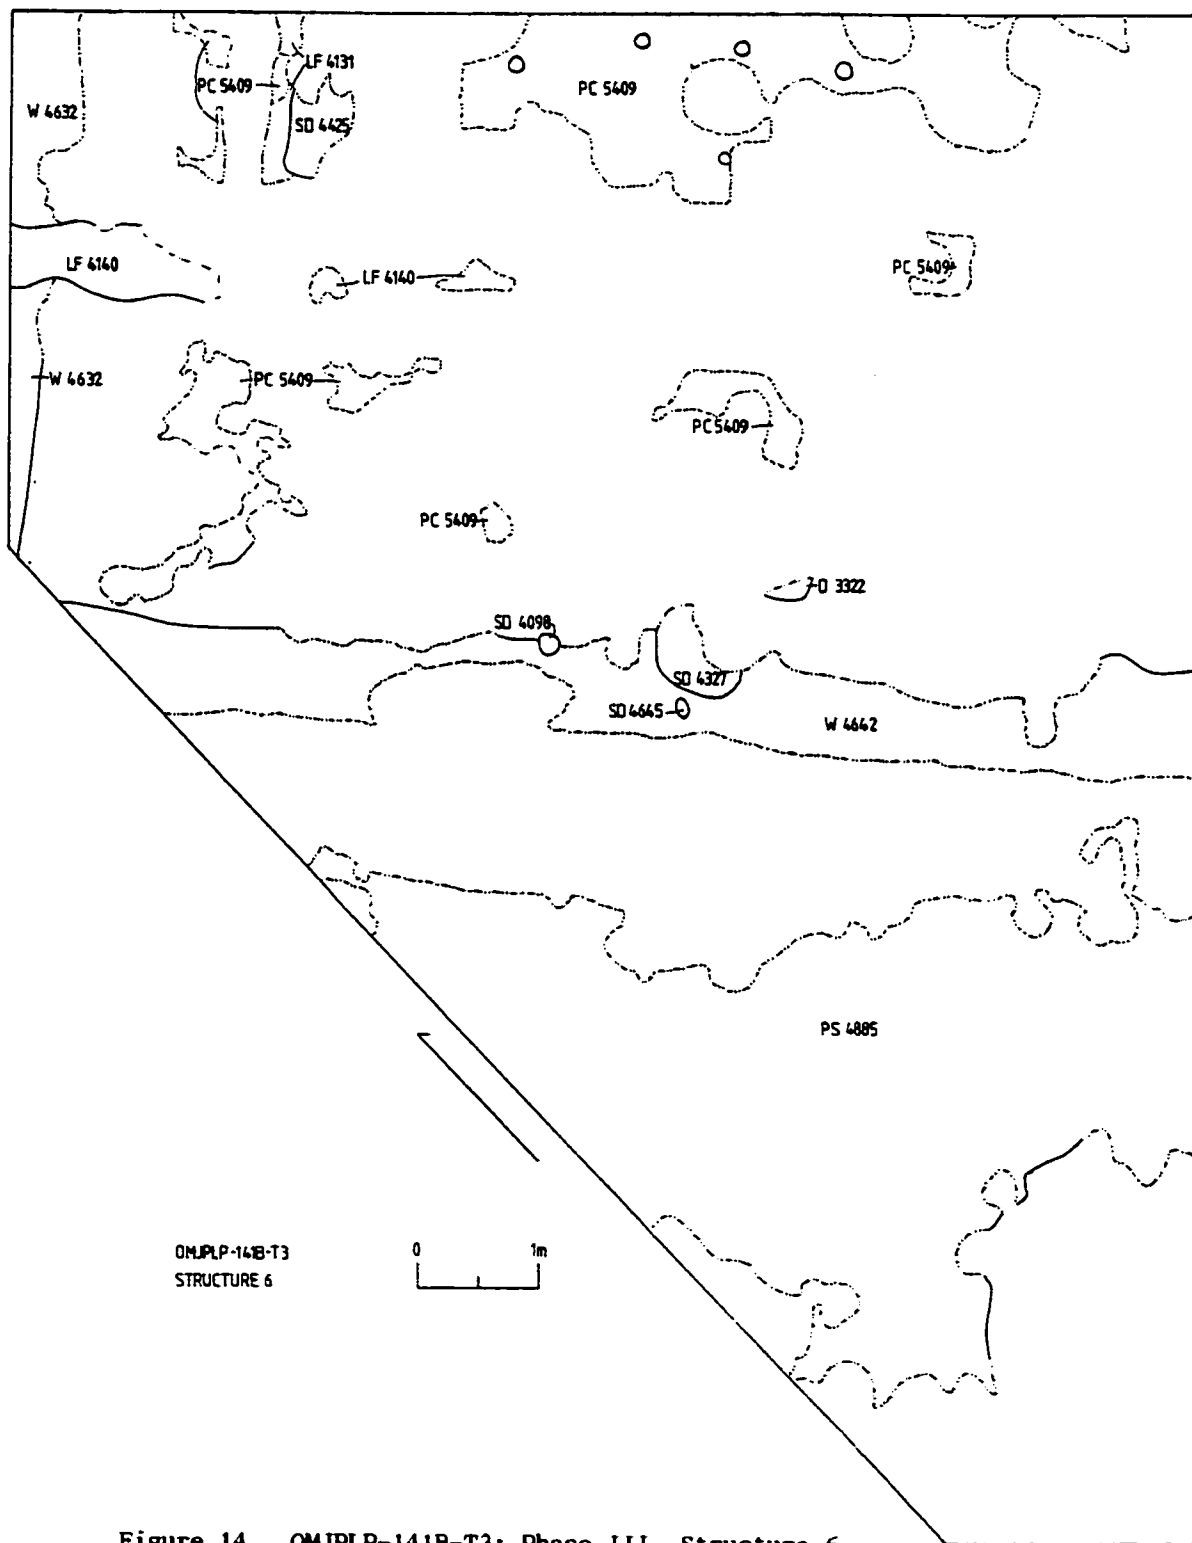 LF 4131
PC 5409
PC 5409
W 4632
SD 4425
LF 4140
LF 4140
PC 5409
W 4632
PC 5409
PC 5409
PC 5409
O 3322
SD 4098
SD 4327
SD 4645
W 4642
PS 4885
OMJPLP-141B-T3
STRUCTURE 6
0 1m
Figure 14 OMJPLP-141B-T3: Phase III, Structure 6